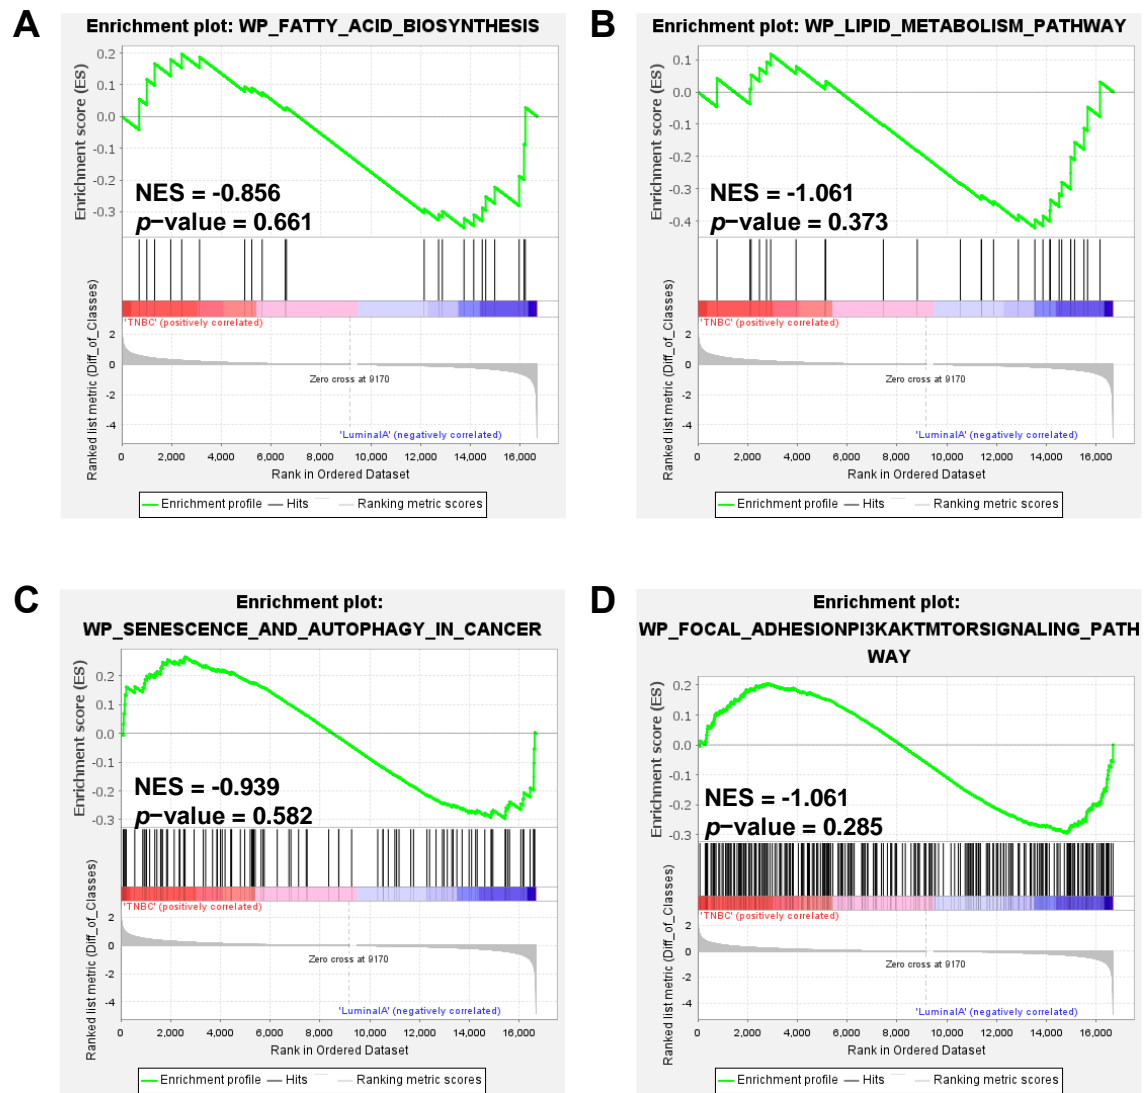 A
Enrichment plot: WP_FATTY_ACID_BIOSYNTHESIS
Enrichment score (ES)
0.2
0.1
0.0
-0.1
-0.2
-0.3
NES = -0.856
p-value = 0.661
'TNBC' (positively correlated)
Ranked list metric (Diff_of_Classes)
2
0
-2
-4
Zero cross at 9170
'LuminalA' (negatively correlated)
0 2,000 4,000 6,000 8,000 10,000 12,000 14,000 16,000
Rank in Ordered Dataset
Enrichment profile Hits Ranking metric scores
B
Enrichment plot: WP_LIPID_METABOLISM_PATHWAY
Enrichment score (ES)
0.1
0.0
-0.1
-0.2
-0.3
-0.4
NES = -1.061
p-value = 0.373
'TNBC' (positively correlated)
Ranked list metric (Diff_of_Classes)
2
0
-2
-4
Zero cross at 9170
'LuminalA' (negatively correlated)
0 2,000 4,000 6,000 8,000 10,000 12,000 14,000 16,000
Rank in Ordered Dataset
Enrichment profile Hits Ranking metric scores
C
Enrichment plot:
WP_SENESCENCE_AND_AUTOPHAGY_IN_CANCER
Enrichment score (ES)
0.2
0.1
0.0
-0.1
-0.2
-0.3
NES = -0.939
p-value = 0.582
'TNBC' (positively correlated)
Ranked list metric (Diff_of_Classes)
2
0
-2
-4
Zero cross at 9170
'LuminalA' (negatively correlated)
0 2,000 4,000 6,000 8,000 10,000 12,000 14,000 16,000
Rank in Ordered Dataset
Enrichment profile Hits Ranking metric scores
D
Enrichment plot:
WP_FOCAL_ADHESIONPI3KAKTMTORSIGNALING_PATH
WAY
Enrichment score (ES)
0.2
0.1
0.0
-0.1
-0.2
-0.3
NES = -1.061
p-value = 0.285
'TNBC' (positively correlated)
Ranked list metric (Diff_of_Classes)
2
0
-2
-4
Zero cross at 9170
'LuminalA' (negatively correlated)
0 2,000 4,000 6,000 8,000 10,000 12,000 14,000 16,000
Rank in Ordered Dataset
Enrichment profile Hits Ranking metric scores